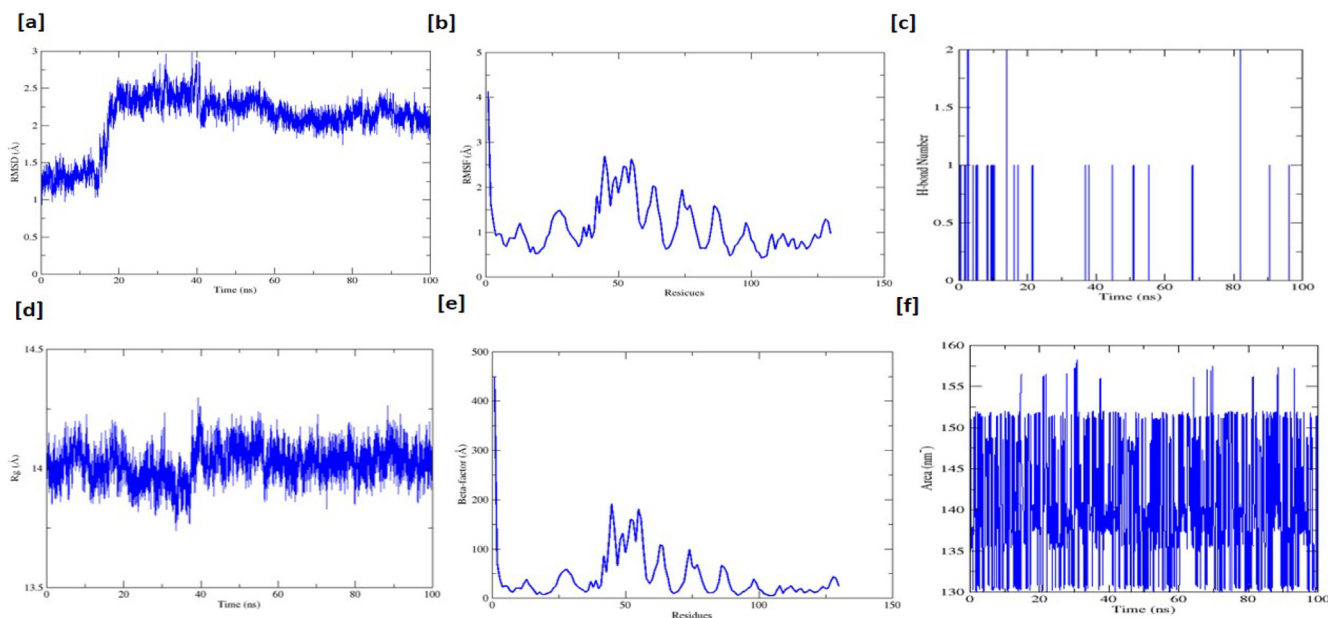 [a]
3
2.5
2
1.5
1
0.5
0
RMSD (Å)
0 20 40 60 80 100
Time (ns)
[b]
5
4
3
2
1
0
RMSF (Å)
0 50 100 150
Resicues
[c]
2
1.5
1
0.5
0
H-bond Number
0 20 40 60 80 100
Time (ns)
[d]
14.5
14
13.5
Rg (Å)
0 20 40 60 80 100
Time (ns)
[e]
500
400
300
200
100
0
Beta-factor (Å)
0 50 100 150
Residues
[f]
160
155
150
145
140
135
130
Area (nm²)
0 20 40 60 80 100
Time (ns)